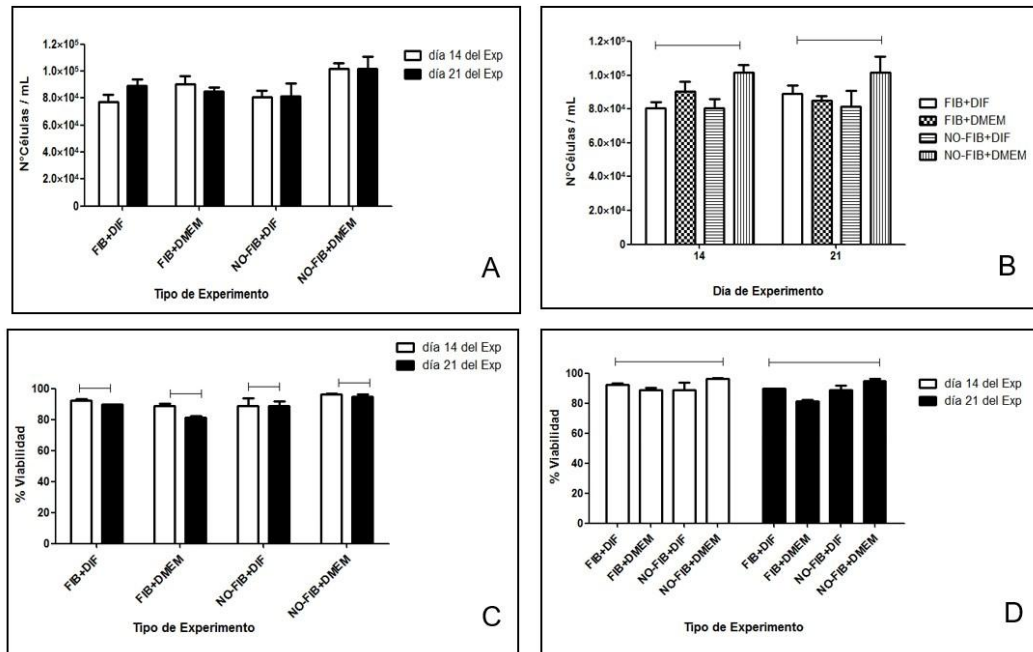 N°Células / mL
1.2×10⁵
1.0×10⁵
8.0×10⁴
6.0×10⁴
4.0×10⁴
2.0×10⁴
0
FIB+DIF
FIB+DMEM
NO-FIB+DIF
NO-FIB+DMEM
Tipo de Experimento
día 14 del Exp
día 21 del Exp
A
N°Células / mL
1.2×10⁵
1.0×10⁵
8.0×10⁴
6.0×10⁴
4.0×10⁴
2.0×10⁴
0
14
21
Dia de Experimento
FIB+DIF
FIB+DMEM
NO-FIB+DIF
NO-FIB+DMEM
B
% Viabilidad
100
80
60
40
20
0
FIB+DIF
FIB+DMEM
NO-FIB+DIF
NO-FIB+DMEM
Tipo de Experimento
día 14 del Exp
día 21 del Exp
C
% Viabilidad
100
80
60
40
20
0
FIB+DIF
FIB+DMEM
NO-FIB+DIF
NO-FIB+DMEM
FIB+DIF
FIB+DMEM
NO-FIB+DIF
NO-FIB+DMEM
Tipo de Experimento
día 14 del Exp
día 21 del Exp
D